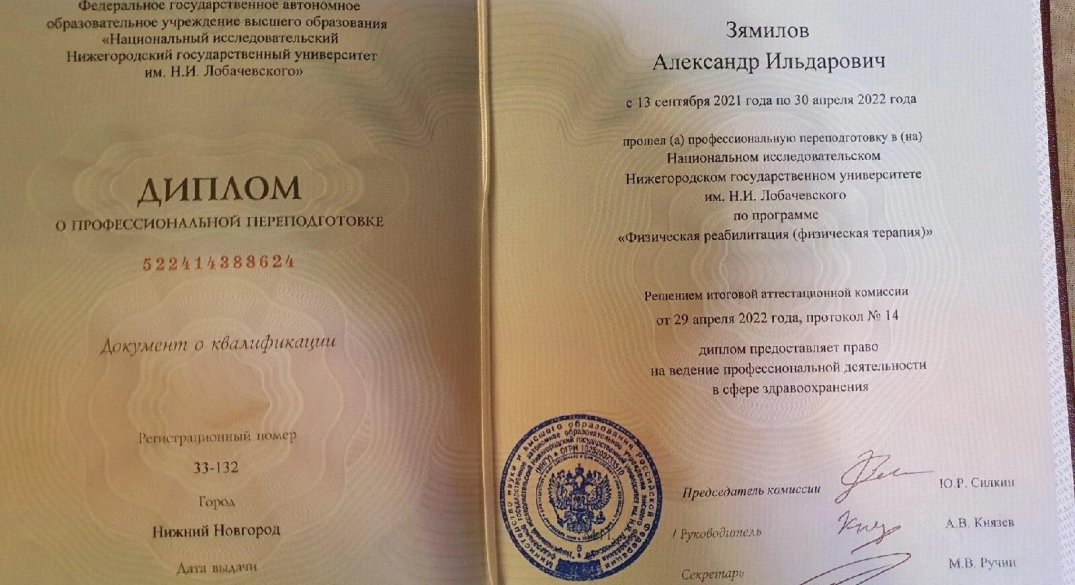 Федеральное государственное автономное
образовательное учреждение высшего образования
«Национальный исследовательский
Нижегородский государственный университет
им. Н.И. Лобачевского»
ДИПЛОМ
О ПРОФЕССИОНАЛЬНОЙ ПЕРЕПОДГОТОВКЕ
522414388624
Документ о квалификации
Регистрационный номер
33-132
Город
Нижний Новгород
Дата выдачи
Зямилов
Александр Ильдарович
с 13 сентября 2021 года по 30 апреля 2022 года
прошел (а) профессиональную переподготовку в (на)
Национальном исследовательском
Нижегородском государственном университете
им. Н.И. Лобачевского
по программе
«Физическая реабилитация (физическая терапия)»
Решением итоговой аттестационной комиссии
от 29 апреля 2022 года, протокол № 14
диплом предоставляет право
на ведение профессиональной деятельности
в сфере здравоохранения
Председатель комиссии Ю.Р. Силкин
Руководитель А.В. Князев
Секретарь М.В. Ручин